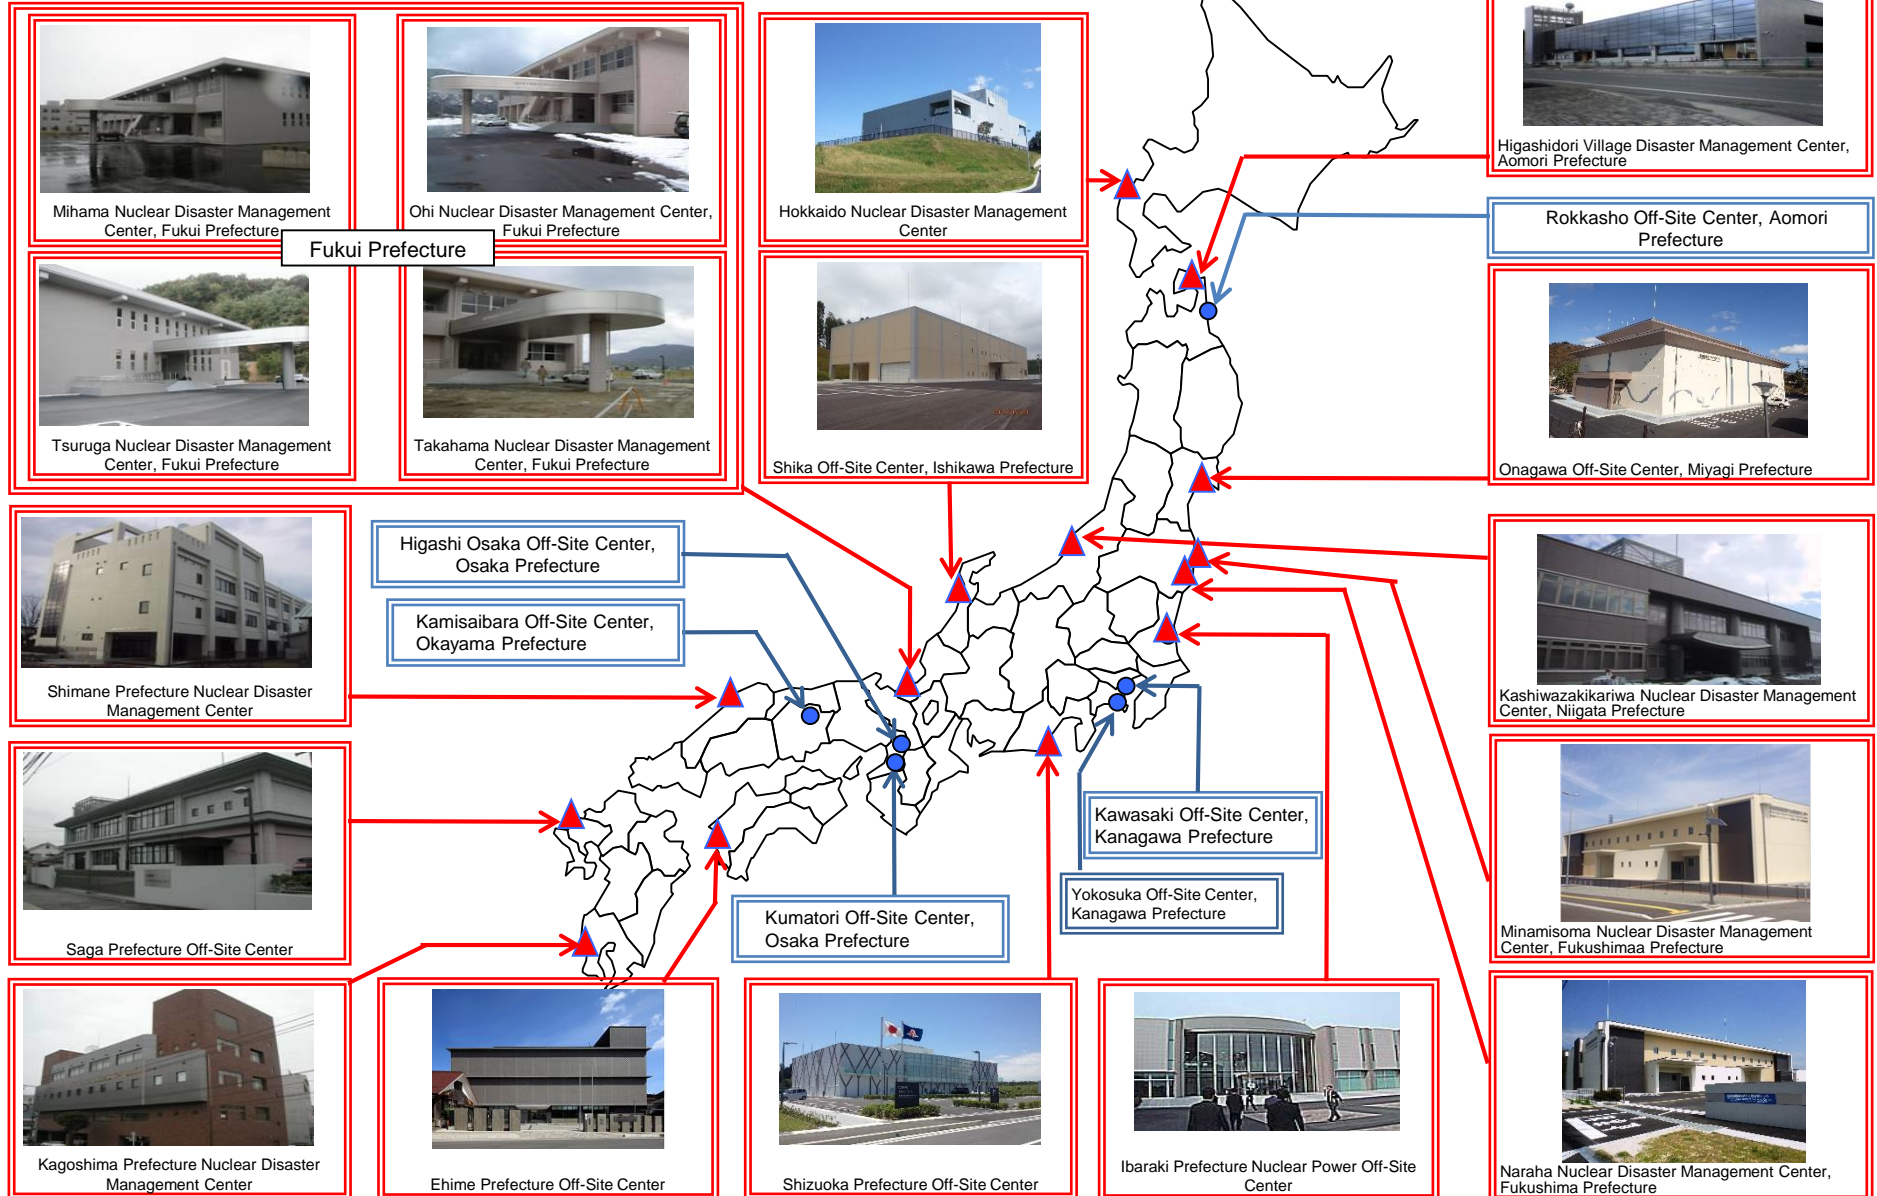 Mihama Nuclear Disaster Management
Center, Fukui Prefecture
Ohi Nuclear Disaster Management Center,
Fukui Prefecture
Fukui Prefecture
Tsuruga Nuclear Disaster Management
Center, Fukui Prefecture
Takahama Nuclear Disaster Management
Center, Fukui Prefecture
Hokkaido Nuclear Disaster Management
Center
Shika Off-Site Center, Ishikawa Prefecture
Higashidori Village Disaster Management Center,
Aomori Prefecture
Rokkasho Off-Site Center, Aomori
Prefecture
Onagawa Off-Site Center, Miyagi Prefecture
Higashi Osaka Off-Site Center,
Osaka Prefecture
Kamisaibara Off-Site Center,
Okayama Prefecture
Shimane Prefecture Nuclear Disaster
Management Center
Kashiwazakikariwa Nuclear Disaster Management
Center, Niigata Prefecture
Saga Prefecture Off-Site Center
Kumatori Off-Site Center,
Osaka Prefecture
Kawasaki Off-Site Center,
Kanagawa Prefecture
Yokosuka Off-Site Center,
Kanagawa Prefecture
Minamisoma Nuclear Disaster Management
Center, Fukushimaa Prefecture
Kagoshima Prefecture Nuclear Disaster
Management Center
Ehime Prefecture Off-Site Center
Shizuoka Prefecture Off-Site Center
Ibaraki Prefecture Nuclear Power Off-Site
Center
Naraha Nuclear Disaster Management Center,
Fukushima Prefecture